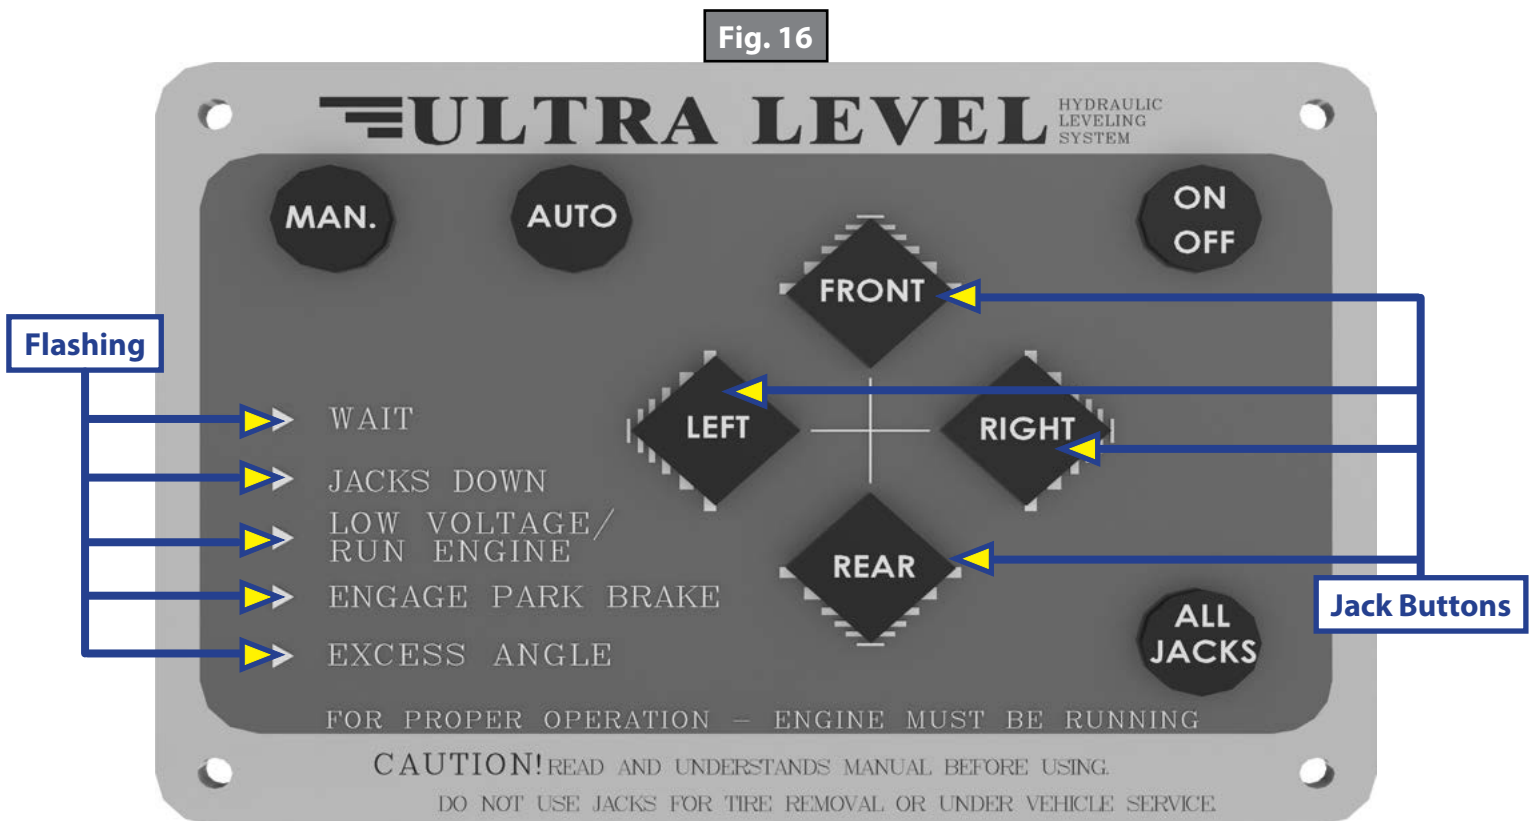 Fig. 16
ULTRA LEVEL
HYDRAULIC
LEVELING
SYSTEM
MAN.
AUTO
ON
OFF
FRONT
Flashing
WAIT
LEFT
RIGHT
JACKS DOWN
LOW VOLTAGE/
RUN ENGINE
REAR
ENGAGE PARK BRAKE
Jack Buttons
ALL
JACKS
EXCESS ANGLE
FOR PROPER OPERATION - ENGINE MUST BE RUNNING
CAUTION! READ AND UNDERSTANDS MANUAL BEFORE USING.
DO NOT USE JACKS FOR TIRE REMOVAL OR UNDER VEHICLE SERVICE.